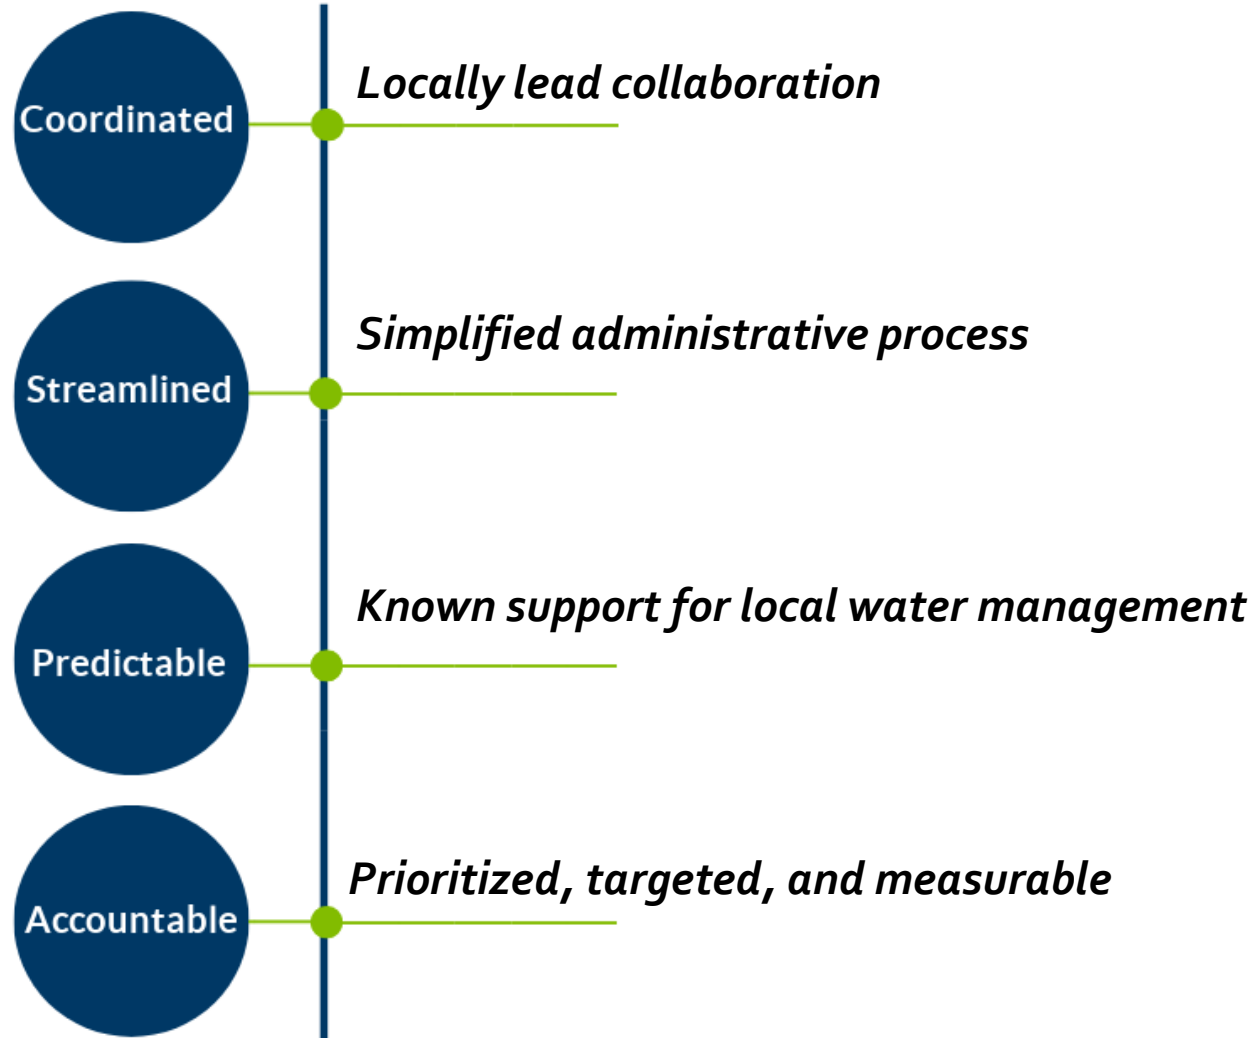 Coordinated
Locally lead collaboration
Streamlined
Simplified administrative process
Predictable
Known support for local water management
Accountable
Prioritized, targeted, and measurable